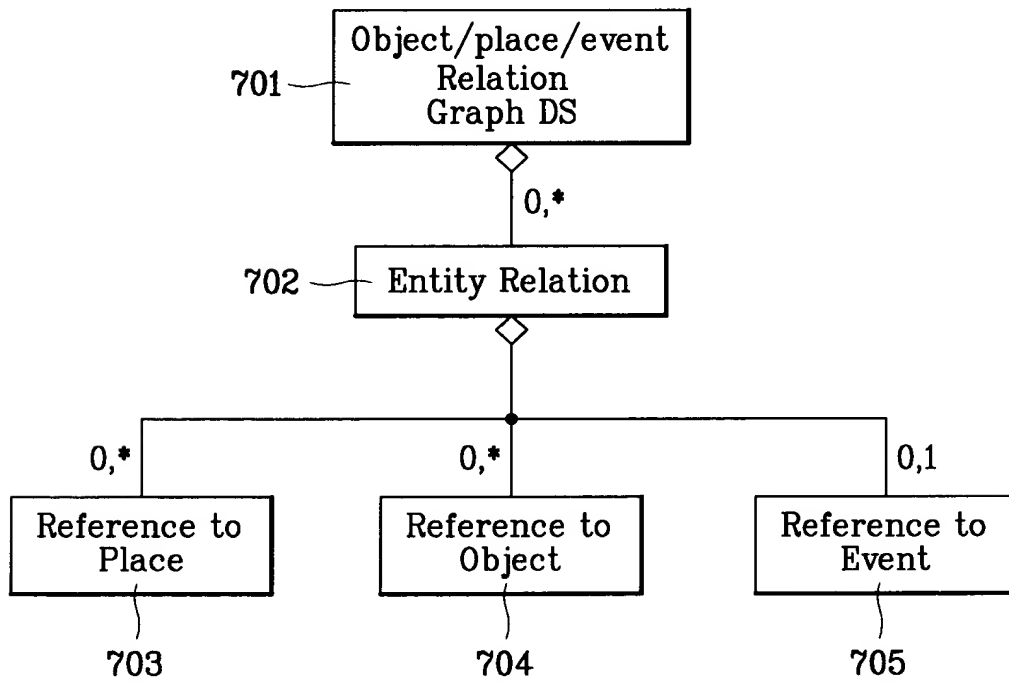 Object/place/event
Relation
Graph DS
701
0,*
702
Entity Relation
0,*
0,*
0,1
Reference to
Place
Reference to
Object
Reference to
Event
703
704
705